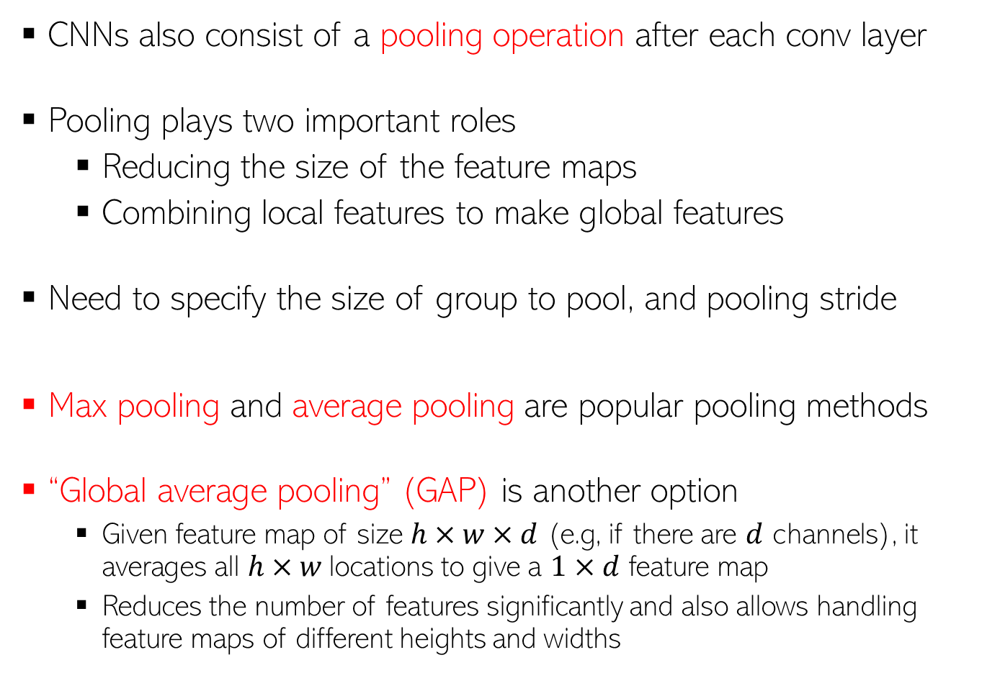 ▪ CNNs also consist of a pooling operation after each conv layer
▪ Pooling plays two important roles
▪ Reducing the size of the feature maps
▪ Combining local features to make global features
▪ Need to specify the size of group to pool, and pooling stride
▪ Max pooling and average pooling are popular pooling methods
▪ “Global average pooling” (GAP) is another option
▪ Given feature map of size h × w × d (e.g, if there are d channels), it
averages all h × w locations to give a 1 × d feature map
▪ Reduces the number of features significantly and also allows handling
feature maps of different heights and widths